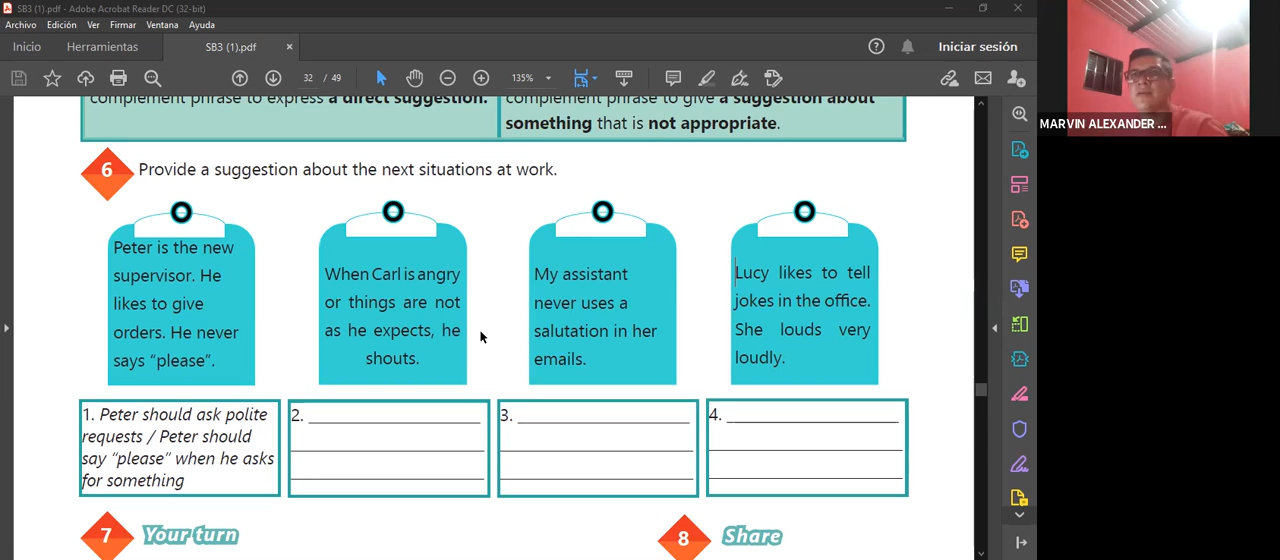 SB3 (1).pdf - Adobe Acrobat Reader DC (32-bit)
Archivo Edición Ver Firmar Ventana Ayuda
Inicio Herramientas SB3 (1).pdf × Iniciar sesión
32 / 49 135%
complement phrase to express a direct suggestion.
complement phrase to give a suggestion about
something that is not appropriate.
6 Provide a suggestion about the next situations at work.
Peter is the new
supervisor. He
likes to give
orders. He never
says “please”.
When Carl is angry
or things are not
as he expects, he
shouts.
My assistant
never uses a
salutation in her
emails.
Lucy likes to tell
jokes in the office.
She louds very
loudly.
1. Peter should ask polite
requests / Peter should
say “please” when he asks
for something
2.
3.
4.
7 Your turn
8 Share
MARVIN ALEXANDER ...